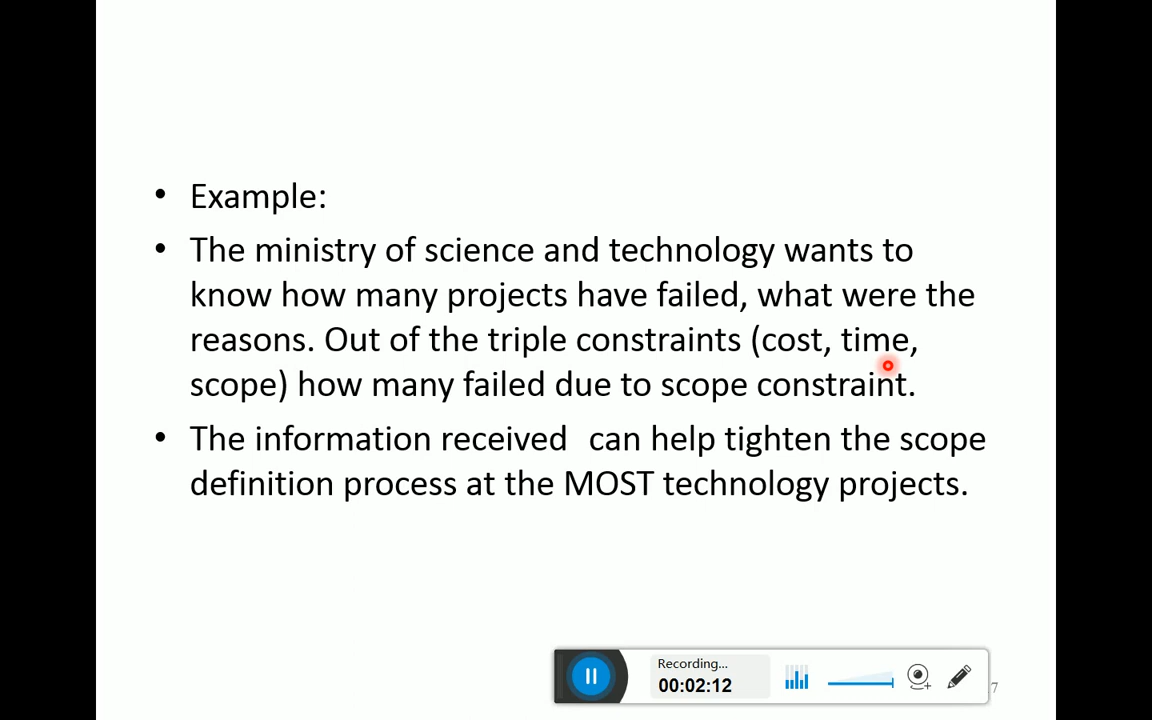 • Example:
• The ministry of science and technology wants to
know how many projects have failed, what were the
reasons. Out of the triple constraints (cost, time,
scope) how many failed due to scope constraint.
• The information received  can help tighten the scope
definition process at the MOST technology projects.
Recording...
00:02:12
7